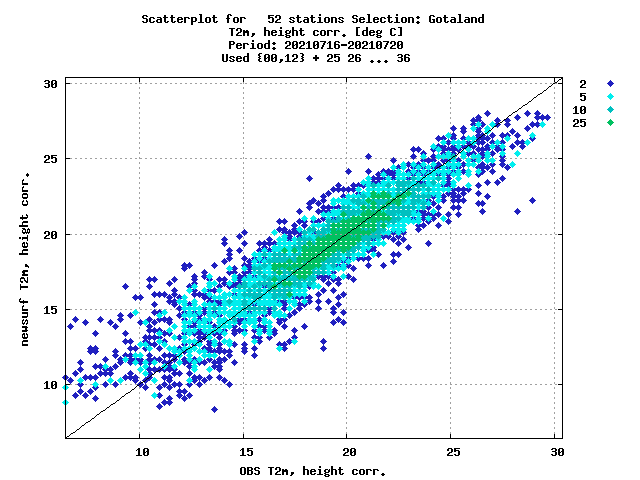 Scatterplot for   52 stations Selection: Gotaland
T2m, height corr. [deg C]
Period: 20210716-20210720
Used {00,12} + 25 26 ... 36
30
25
20
15
10
newsurf T2m, height corr.
10 15 20 25 30
OBS T2m, height corr.
2
5
10
25